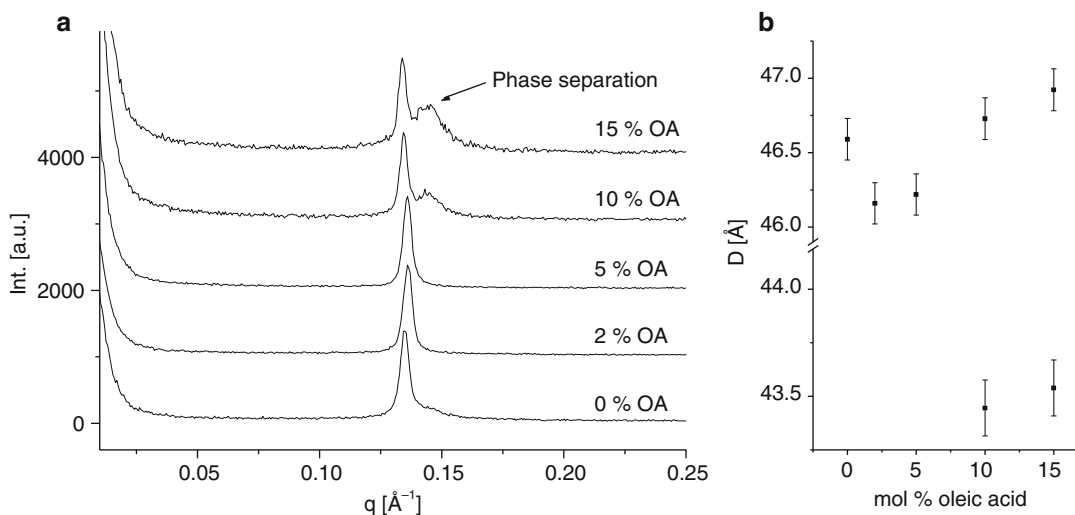 a
Phase separation
15 % OA
10 % OA
5 % OA
2 % OA
0 % OA
4000
2000
0
Int. [a.u.]
0.05 0.10 0.15 0.20 0.25
q [Å⁻¹]
b
47.0
46.5
46.0
44.0
43.5
D [Å]
0 5 10 15
mol % oleic acid